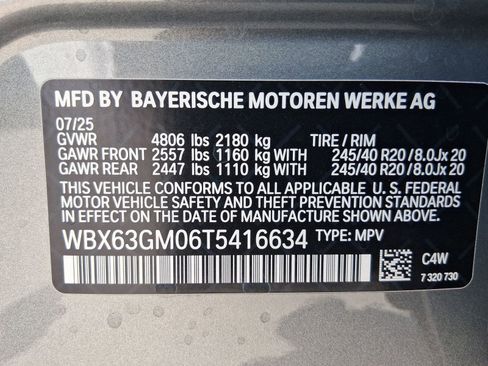 MFD BY BAYERISCHE MOTOREN WERKE AG
07/25
GVWR 4806 lbs 2180 kg TIRE / RIM
GAWR FRONT 2557 lbs 1160 kg WITH 245/40 R20 / 8.0Jx 20
GAWR REAR 2447 lbs 1110 kg WITH 245/40 R20 / 8.0Jx 20
THIS VEHICLE CONFORMS TO ALL APPLICABLE U. S. FEDERAL
MOTOR VEHICLE SAFETY AND THEFT PREVENTION STANDARDS
IN EFFECT ON THE DATE OF MANUFACTURE SHOWN ABOVE.
WBX63GM06T5416634 TYPE: MPV
C4W
7 320 730